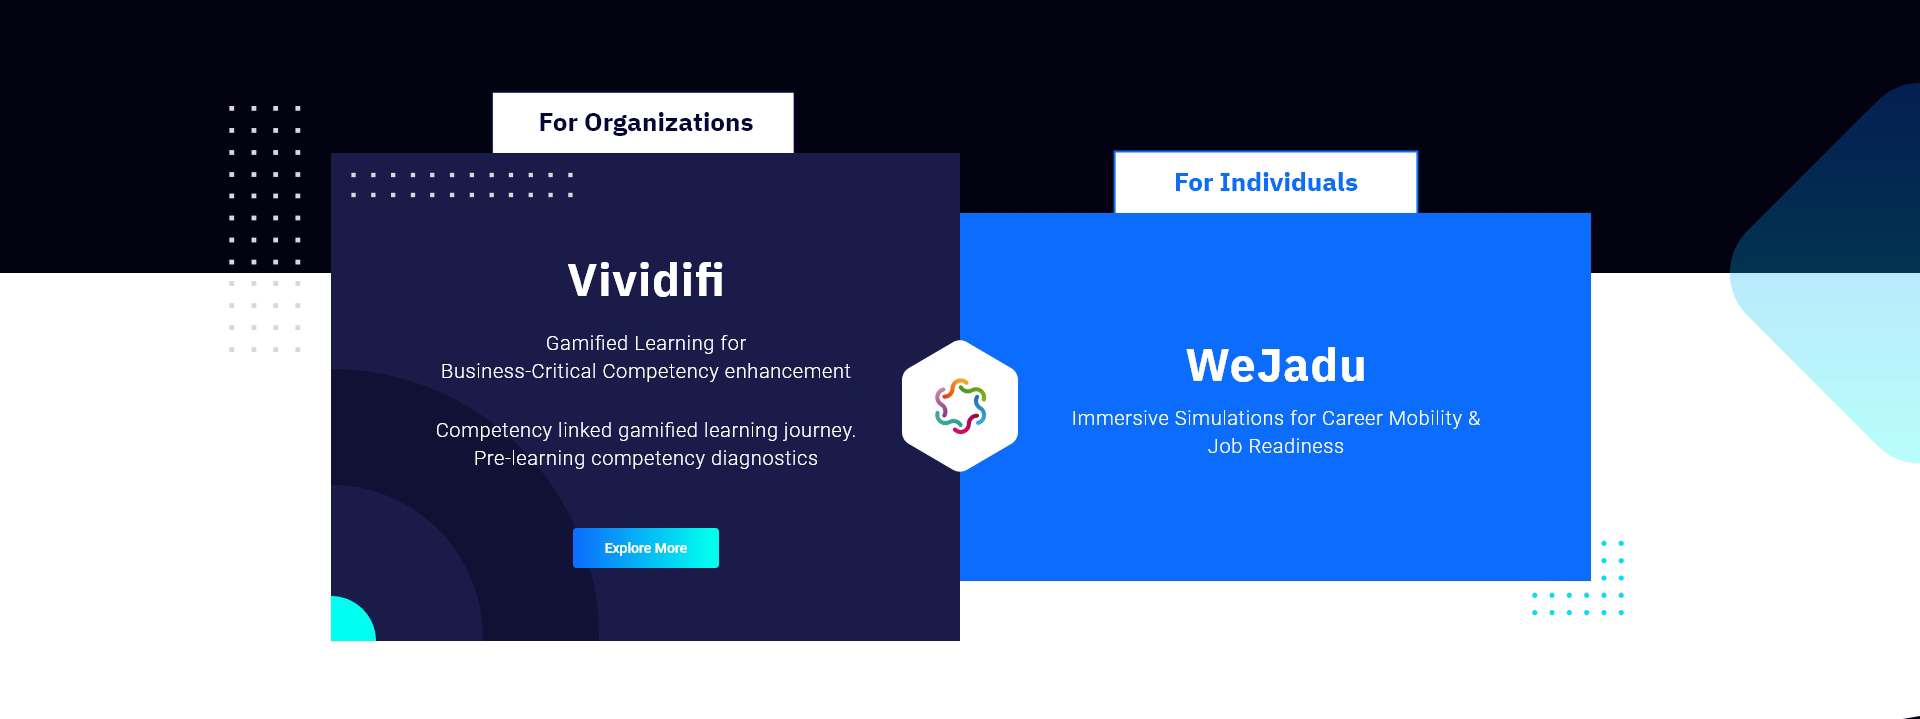 For Organizations
Vividifi
Gamified Learning for
Business-Critical Competency enhancement
Competency linked gamified learning journey.
Pre-learning competency diagnostics
Explore More
For Individuals
WeJadu
Immersive Simulations for Career Mobility &
Job Readiness